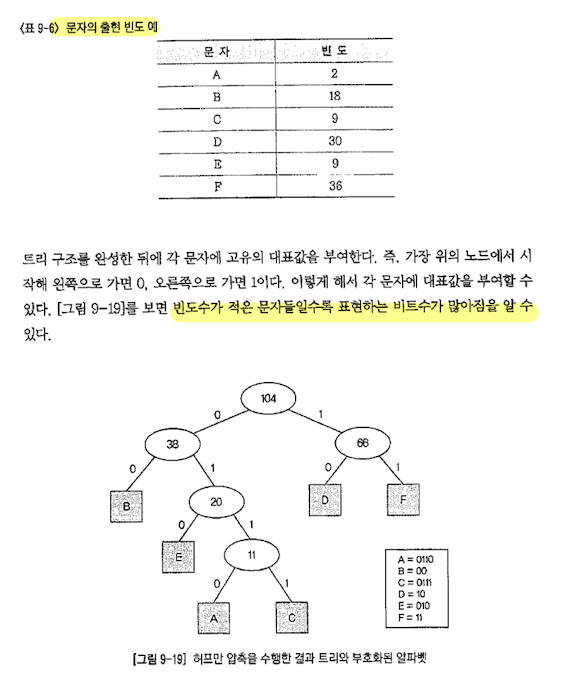 〈표 9-6〉 문자의 출현 빈도 예
문 자 빈 도
A 2
B 18
C 9
D 30
E 9
F 36
트리 구조를 완성한 뒤에 각 문자에 고유의 대표값을 부여한다. 즉, 가장 위의 노드에서 시
작해 왼쪽으로 가면 0, 오른쪽으로 가면 1이다. 이렇게 해서 각 문자에 대표값을 부여할 수
있다. [그림 9-19]를 보면 빈도수가 적은 문자들일수록 표현하는 비트수가 많아짐을 알 수
있다.
104
0 1
38 66
0 1 0 1
B 20 D F
0 1
E 11
0 1
A C
A = 0110
B = 00
C = 0111
D = 10
E = 010
F = 11
[그림 9-19] 허프만 압축을 수행한 결과 트리와 부호화된 알파벳